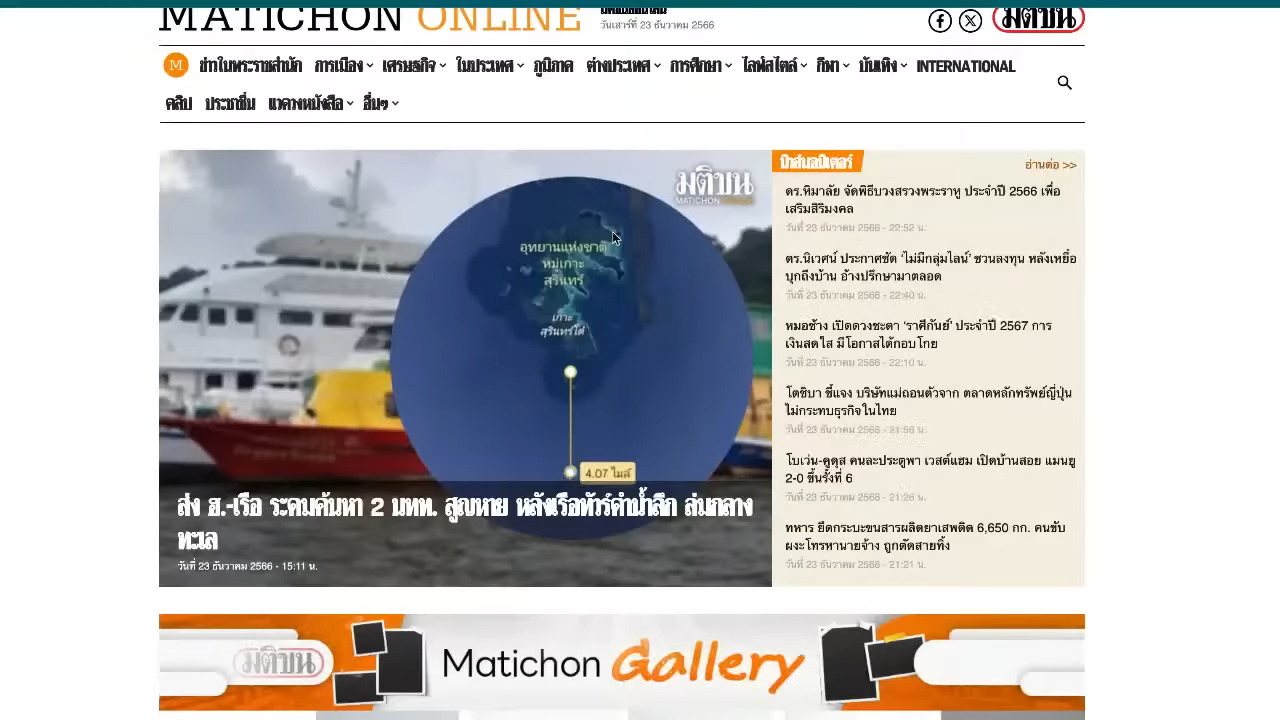 MATICHON ONLINE
วันเสาร์ที่ 23 ธันวาคม 2566
มติชน
M ข่าวในพระราชสำนัก การเมือง เศรษฐกิจ ในประเทศ ภูมิภาค ต่างประเทศ การศึกษา ไลฟ์สไตล์ กีฬา บันเทิง INTERNATIONAL
คลิป ประชาชื่น แวดวงหนังสือ อื่นๆ
มติชน
MATICHON ONLINE
อุทยานแห่งชาติ
หมู่เกาะ
สุรินทร์
เกาะ
สุรินทร์ใต้
4.07 ไมล์
ส่ง ฮ.-เรือ ระดมค้นหา 2 นทท. สูญหาย หลังเรือทัวร์ดำน้ำลึก ล่มกลาง
ทะเล
วันที่ 23 ธันวาคม 2566 - 15:11 น.
นิวส์มอนิเตอร์
อ่านต่อ >>
ดร.หิมาลัย จัดพิธีบวงสรวงพระราหู ประจำปี 2566 เพื่อ
เสริมสิริมงคล
วันที่ 23 ธันวาคม 2566 - 22:52 น.
ดร.นิเวศน์ ประกาศชัด 'ไม่มีกลุ่มไลน์' ชวนลงทุน หลังเหยื่อ
บุกถึงบ้าน อ้างปรึกษามาตลอด
วันที่ 23 ธันวาคม 2566 - 22:40 น.
หมอช้าง เปิดดวงชะตา 'ราศีกันย์' ประจำปี 2567 การ
เงินสดใส มีโอกาสได้กอบโกย
วันที่ 23 ธันวาคม 2566 - 22:10 น.
โตชิบา ชี้แจง บริษัทแม่ถอนตัวจาก ตลาดหลักทรัพย์ญี่ปุ่น
ไม่กระทบธุรกิจในไทย
วันที่ 23 ธันวาคม 2566 - 21:56 น.
โบเว่น-คูดุส คนละประตูพา เวสต์แฮม เปิดบ้านสอย แมนยู
2-0 ขึ้นรั้งที่ 6
วันที่ 23 ธันวาคม 2566 - 21:26 น.
ทหาร ยึดกระบะขนสารผลิตยาเสพติด 6,650 กก. คนขับ
ผงะโทรหานายจ้าง ถูกตัดสายทิ้ง
วันที่ 23 ธันวาคม 2566 - 21:21 น.
มติชน
Matichon Gallery